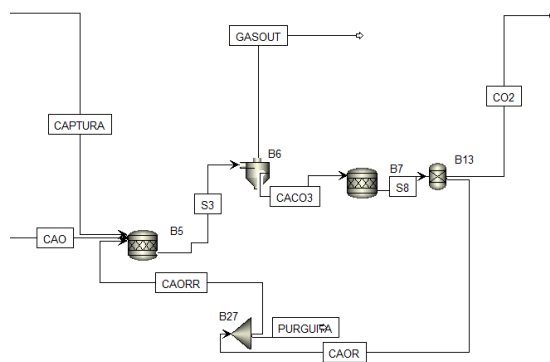 GASOUT
CO2
CAPTURA
B6
B7
B13
CACO3
S8
S3
CAO
B5
CAORR
B27
PURGUITA
CAOR